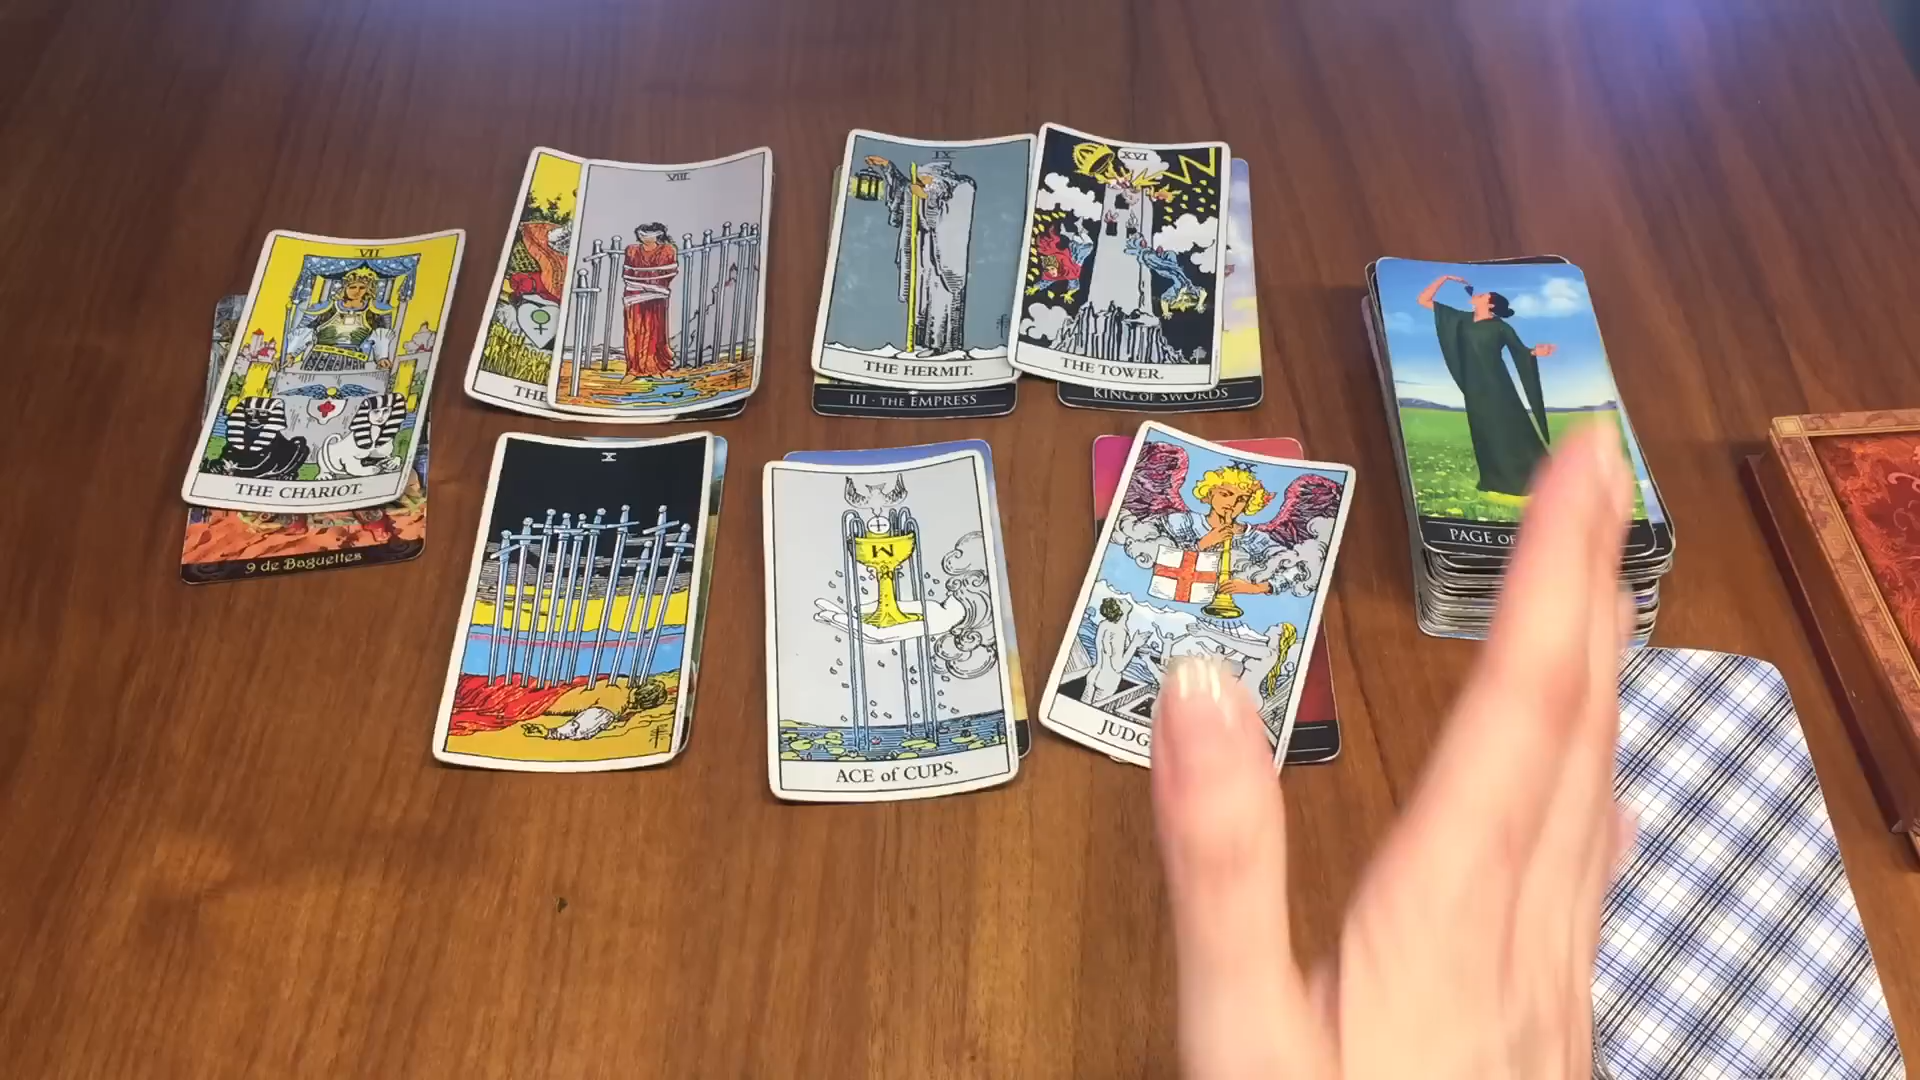 VII
THE CHARIOT.
9 de Baguettes
THE
VIII
IX
THE HERMIT.
III • THE EMPRESS
XVI
THE TOWER.
KING OF SWORDS
X
M
ACE of CUPS.
XX
JUDG
PAGE OF